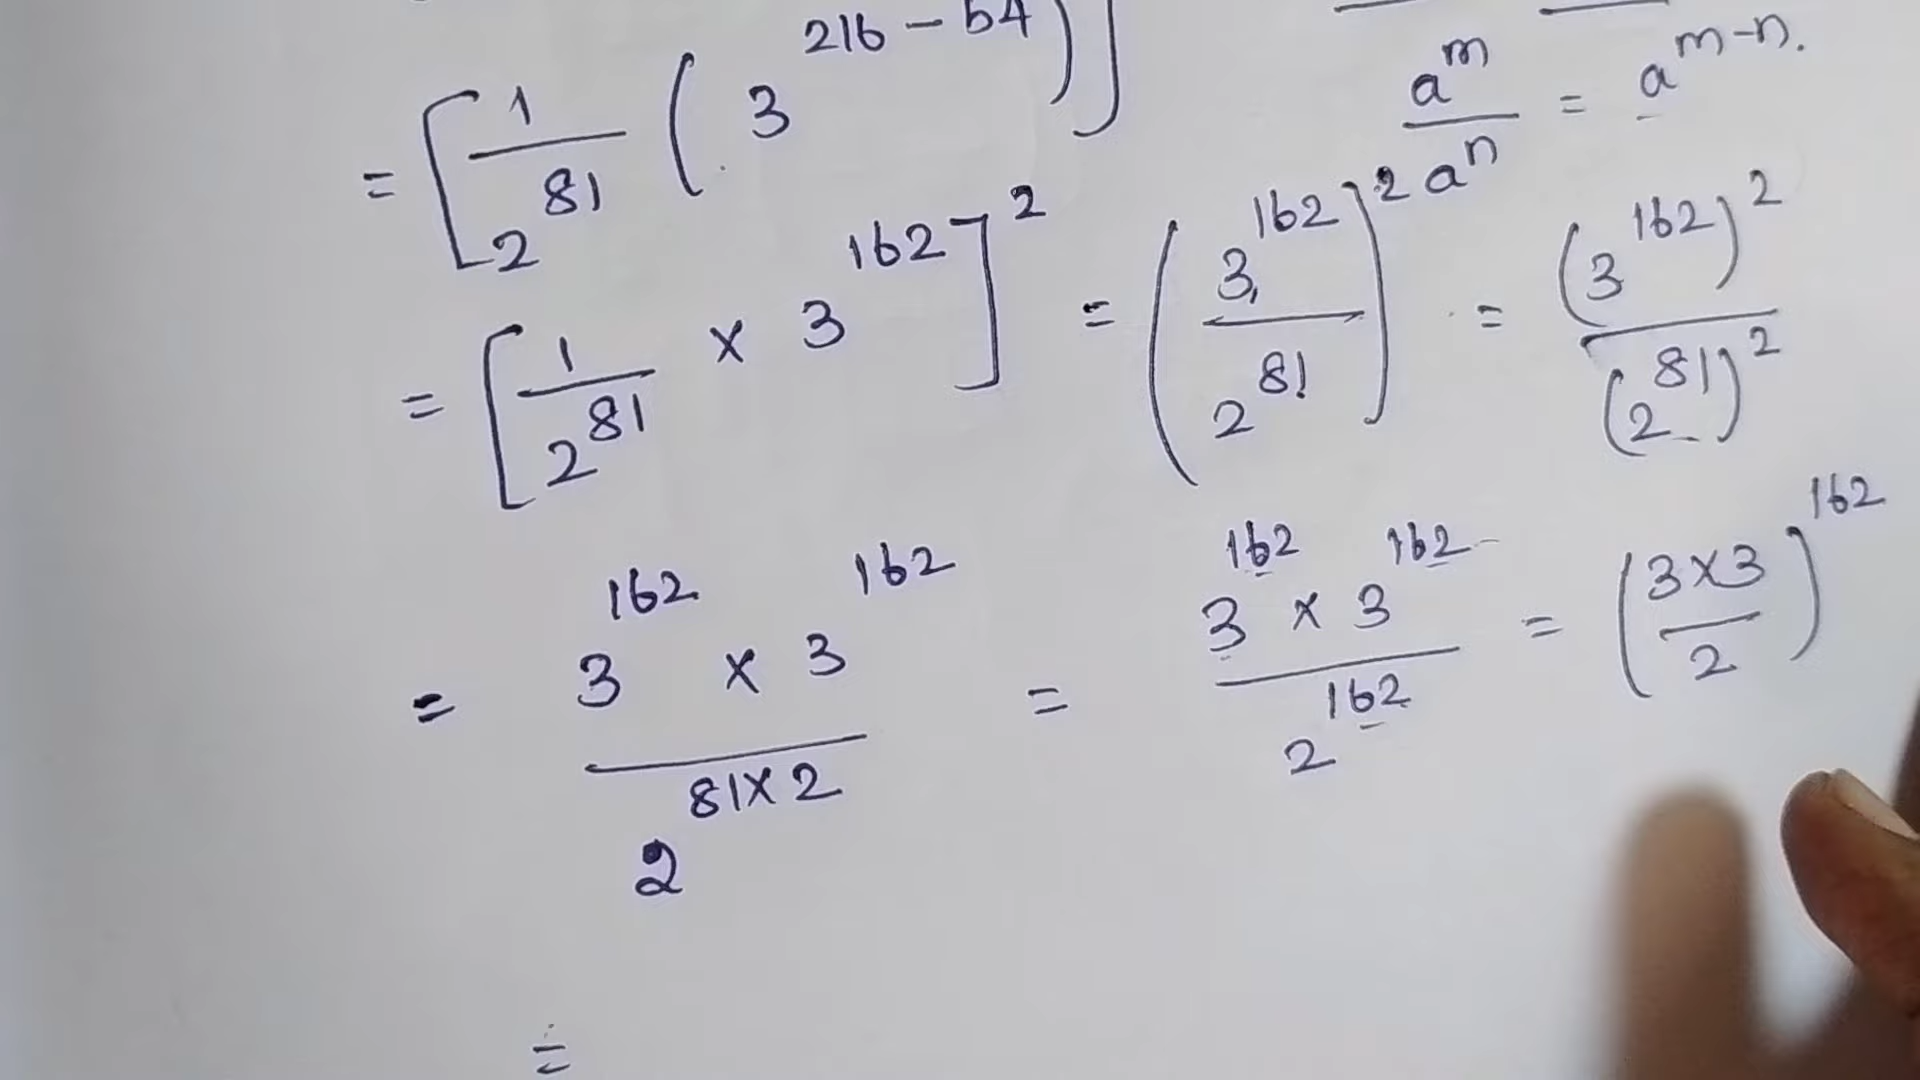 = [ 1/2^81 ( 3^216-54 ) ]
a^m/a^n = a^m-n.
= [ 1/2^81 × 3^162 ]^2 = ( 3^162/2^81 )^2 = (3^162)^2/(2^81)^2
= 3^162 × 3^162/2^81×2 = 3^162 × 3^162/2^162 = ( 3×3/2 )^162
=